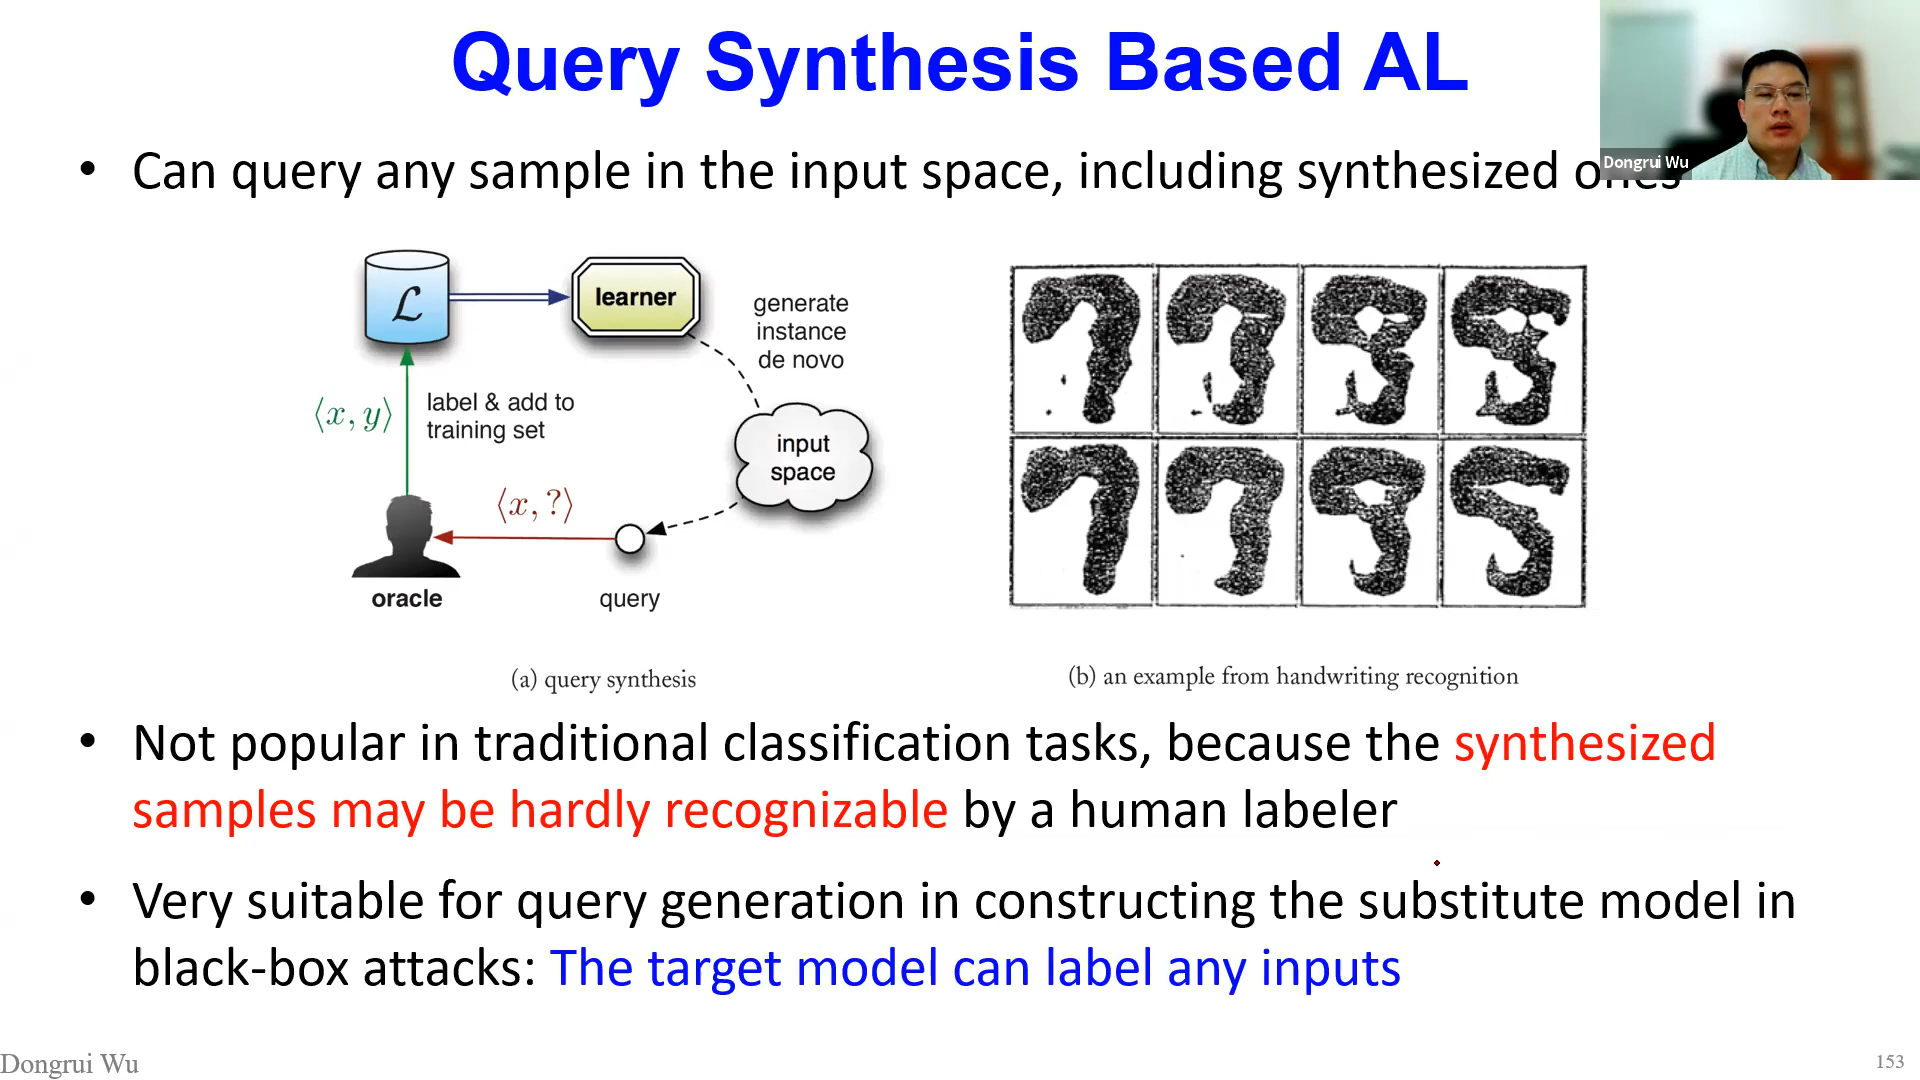 Query Synthesis Based AL
Dongrui Wu
• Can query any sample in the input space, including synthesized ones
ℒ
learner
generate
instance
de novo
⟨x, y⟩
label & add to
training set
input
space
⟨x, ?⟩
oracle
query
(a) query synthesis
(b) an example from handwriting recognition
• Not popular in traditional classification tasks, because the synthesized
samples may be hardly recognizable by a human labeler
• Very suitable for query generation in constructing the substitute model in
black-box attacks: The target model can label any inputs
Dongrui Wu
153